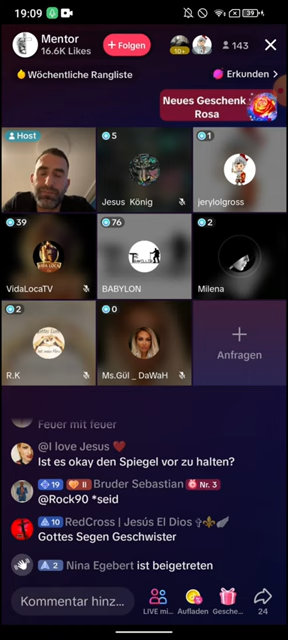 19:09
39
Mentor
16.6K Likes
+ Folgen
10+
143
Wöchentliche Rangliste
Erkunden >
Neues Geschenk
Rosa
Host
5
Jesus König
1
jerylolgross
39
VidaLocaTV
76
BABYLON
2
Milena
2
R.K
0
Ms.Gül _ DaWaH
+
Anfragen
Feuer mit feuer
@I love Jesus ❤️
Ist es okay den Spiegel vor zu halten?
19 II Bruder Sebastian Nr. 3
@Rock90 *seid
10 RedCross | Jesús El Dios ✞⚜️🪽
Gottes Segen Geschwister
2 Nina Egebert ist beigetreten
Kommentar hinz...
LIVE mi...
Aufladen
Gesche...
24